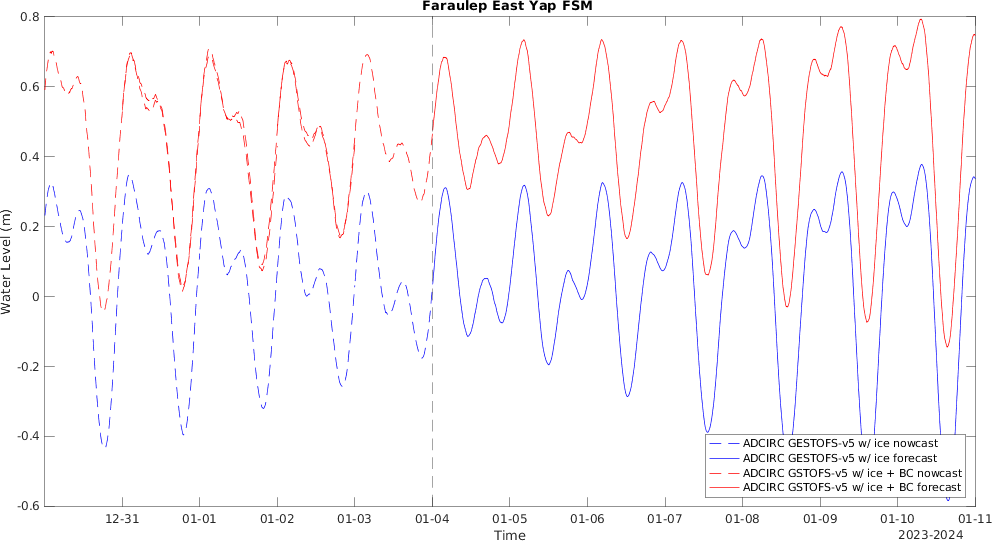 Faraulep East Yap FSM
Water Level (m)
0.8
0.6
0.4
0.2
0
-0.2
-0.4
-0.6
ADCIRC GESTOFS-v5 w/ ice nowcast
ADCIRC GESTOFS-v5 w/ ice forecast
ADCIRC GSTOFS-v5 w/ ice + BC nowcast
ADCIRC GSTOFS-v5 w/ ice + BC forecast
12-31 01-01 01-02 01-03 01-04 01-05 01-06 01-07 01-08 01-09 01-10 01-11
Time
2023-2024